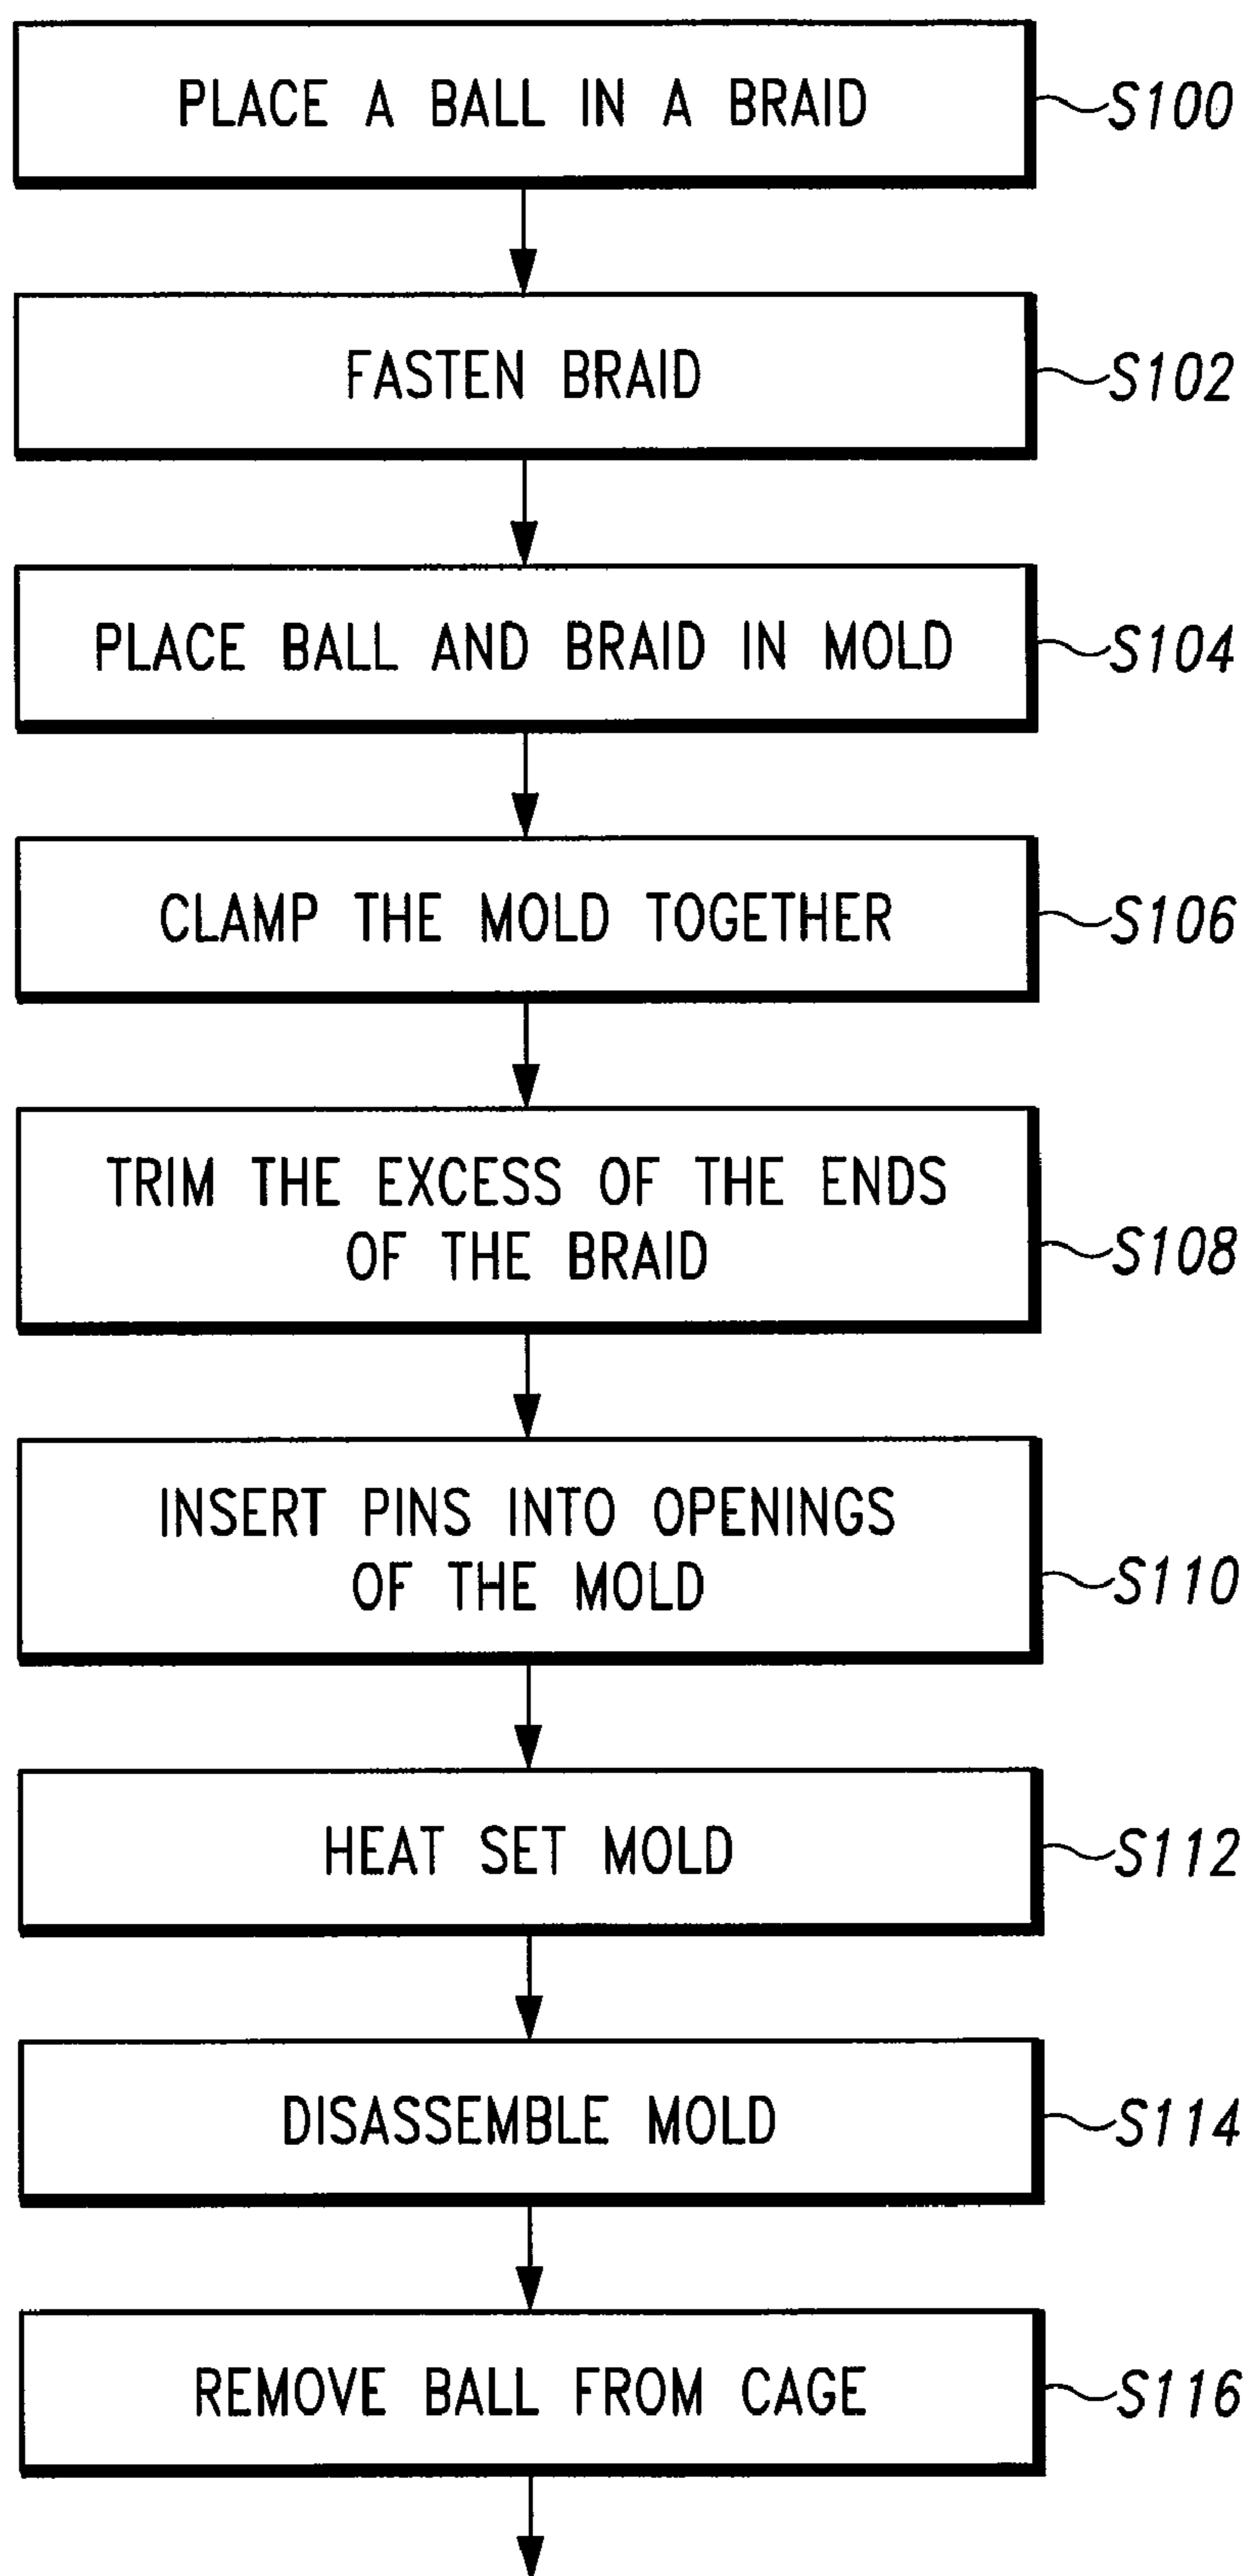 PLACE A BALL IN A BRAID
S100
FASTEN BRAID
S102
PLACE BALL AND BRAID IN MOLD
S104
CLAMP THE MOLD TOGETHER
S106
TRIM THE EXCESS OF THE ENDS
OF THE BRAID
S108
INSERT PINS INTO OPENINGS
OF THE MOLD
S110
HEAT SET MOLD
S112
DISASSEMBLE MOLD
S114
REMOVE BALL FROM CAGE
S116